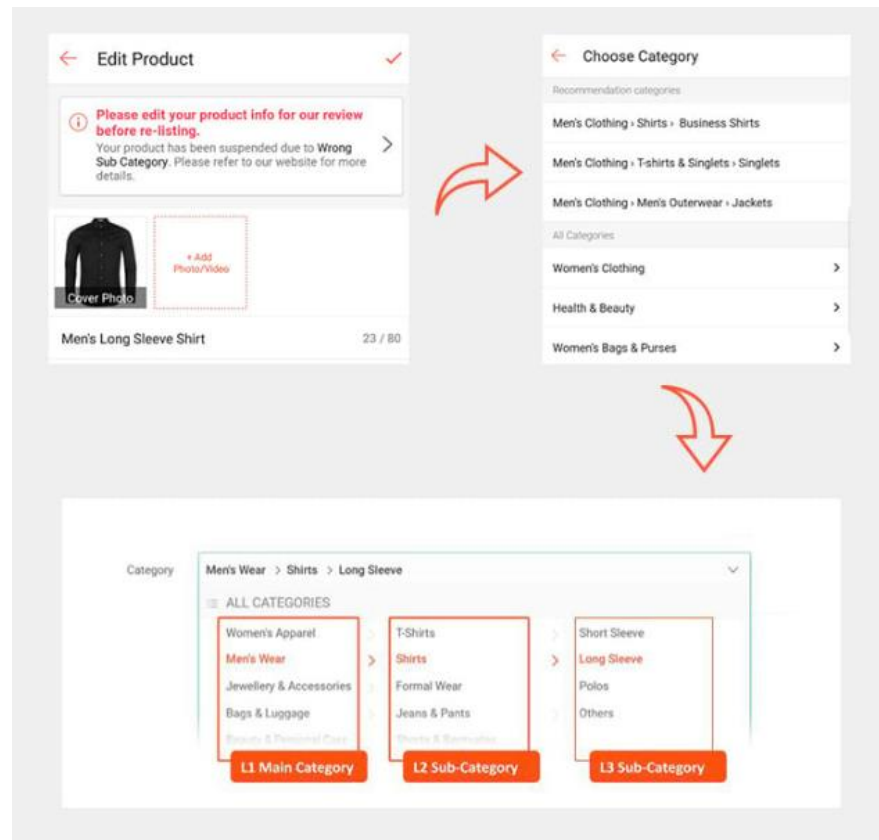 Edit Product
Please edit your product info for our review
before re-listing.
Your product has been suspended due to Wrong
Sub Category. Please refer to our website for more
details.
+ Add
Photo/Video
Cover Photo
Men's Long Sleeve Shirt 23 / 80
Choose Category
Recommendation categories
Men's Clothing › Shirts › Business Shirts
Men's Clothing › T-shirts & Singlets › Singlets
Men's Clothing › Men's Outerwear › Jackets
All Categories
Women's Clothing
Health & Beauty
Women's Bags & Purses
Category Men's Wear > Shirts > Long Sleeve
ALL CATEGORIES
Women's Apparel T-Shirts Short Sleeve
Men's Wear > Shirts > Long Sleeve
Jewellery & Accessories Formal Wear Polos
Bags & Luggage Jeans & Pants Others
Beauty & Personal Care
L1 Main Category L2 Sub-Category L3 Sub-Category